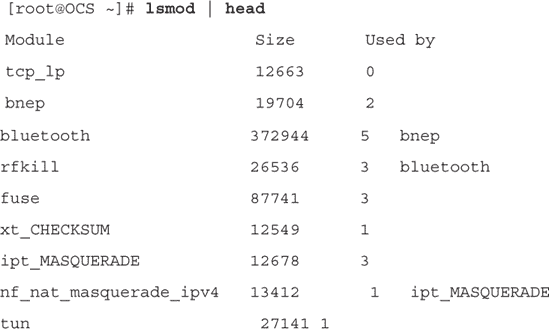 [root@OCS ~]# lsmod | head
Module Size Used by
tcp_lp 12663 0
bnep 19704 2
bluetooth 372944 5 bnep
rfkill 26536 3 bluetooth
fuse 87741 3
xt_CHECKSUM 12549 1
ipt_MASQUERADE 12678 3
nf_nat_masquerade_ipv4 13412 1 ipt_MASQUERADE
tun 27141 1